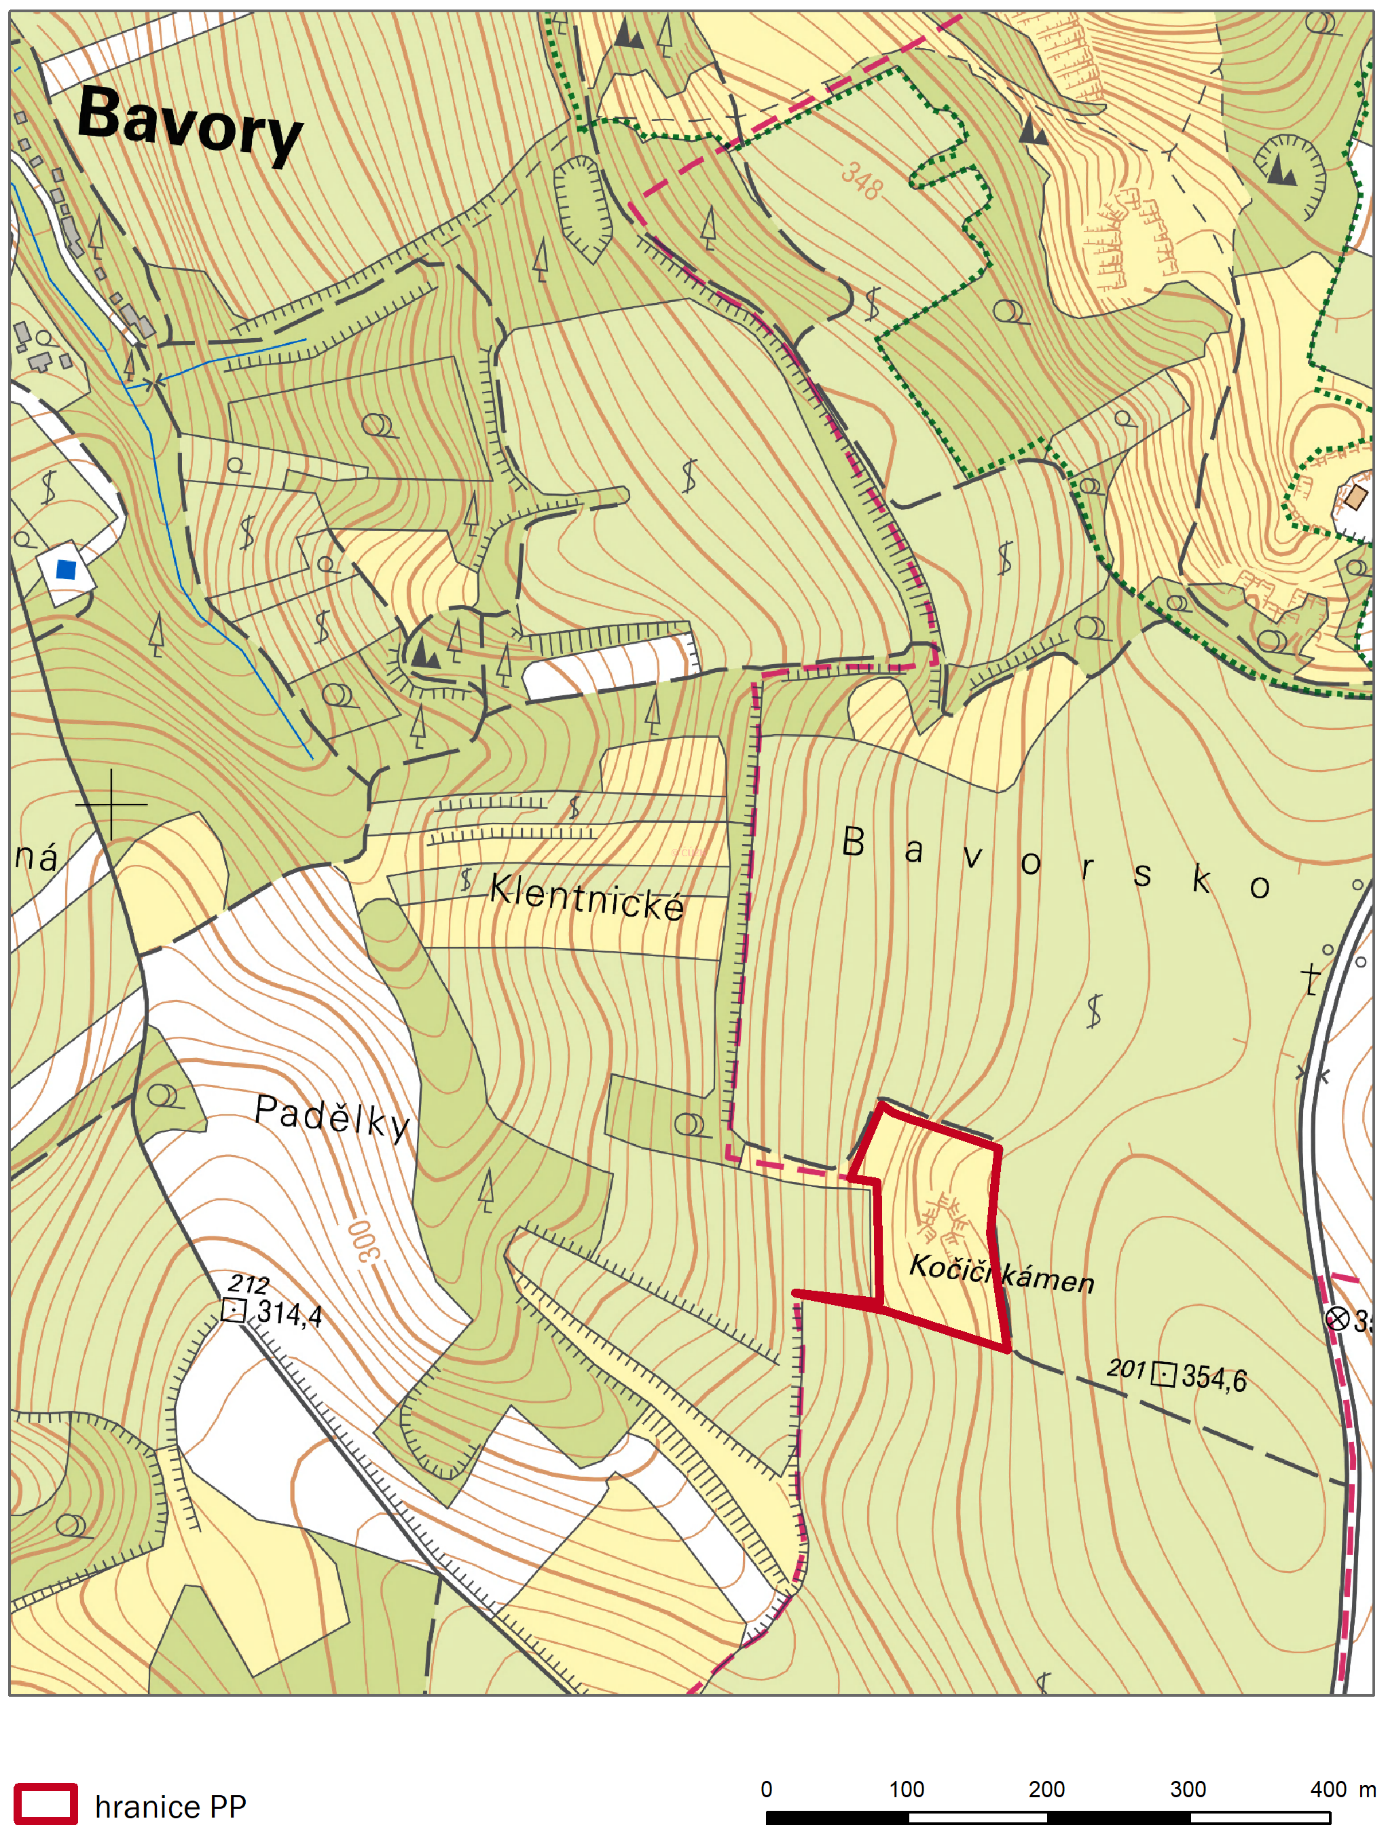 Bavory
348
ná
Klentnické
Bavorsko
Padělky
300
212
314,4
Kočičí kámen
201
354,6
hranice PP
0 100 200 300 400 m